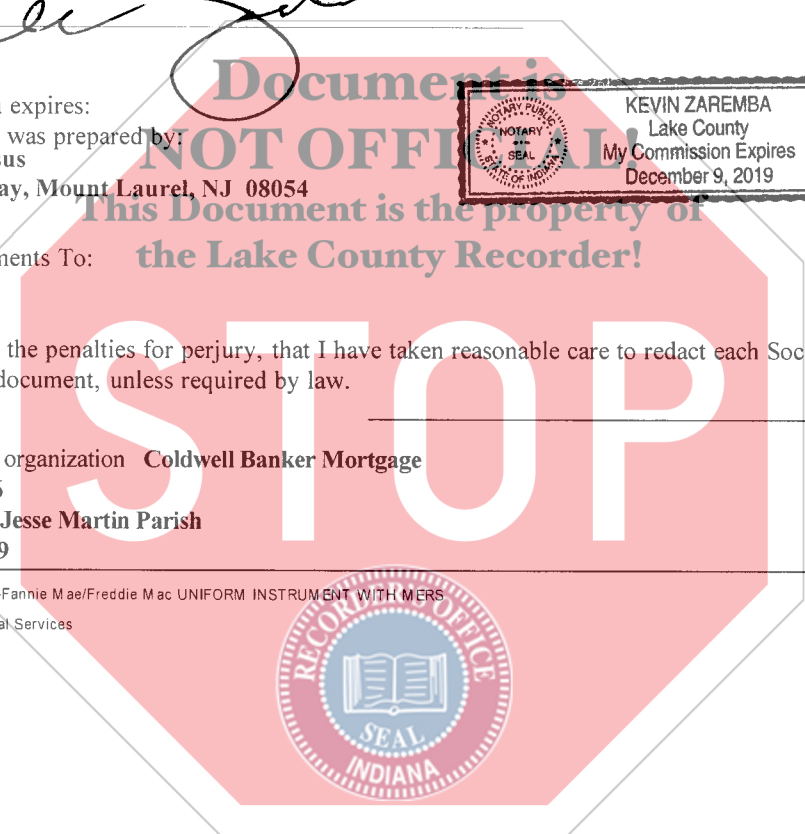 Document is
expires:
KEVIN ZAREMBA
NOTARY PUBLIC
Lake County
was prepared by:
NOTARY
NOT OFFICIAL!
SEAL
My Commission Expires
sus
STATE OF INDIANA
December 9, 2019
ay, Mount Laurel, NJ 08054
This Document is the property of
ments To:
the Lake County Recorder!
the penalties for perjury, that I have taken reasonable care to redact each Soc
document, unless required by law.
STOP
organization Coldwell Banker Mortgage
Jesse Martin Parish
9
-Fannie Mae/Freddie Mac UNIFORM INSTRUMENT WITH MERS
al Services
RECORDER'S OFFICE
SEAL
INDIANA